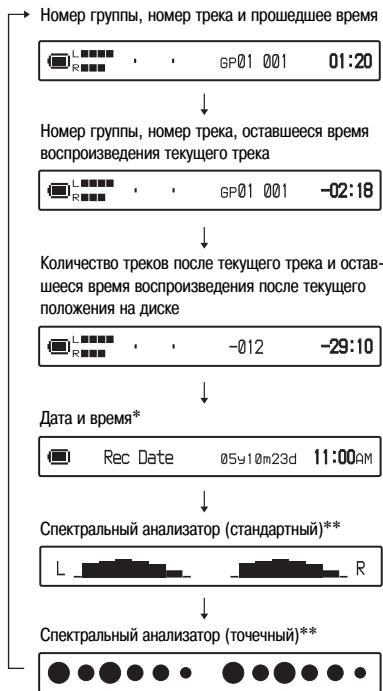 Номер группы, номер трека и прошедшее время
L
R
GP01 001 01:20
Номер группы, номер трека, оставшееся время
воспроизведения текущего трека
L
R
GP01 001 -02:18
Количество треков после текущего трека и остав-
шееся время воспроизведения после текущего
положения на диске
L
R
-012 -29:10
Дата и время*
Rec Date 05y10m23d 11:00AM
Спектральный анализатор (стандартный)**
L R
Спектральный анализатор (точечный)**